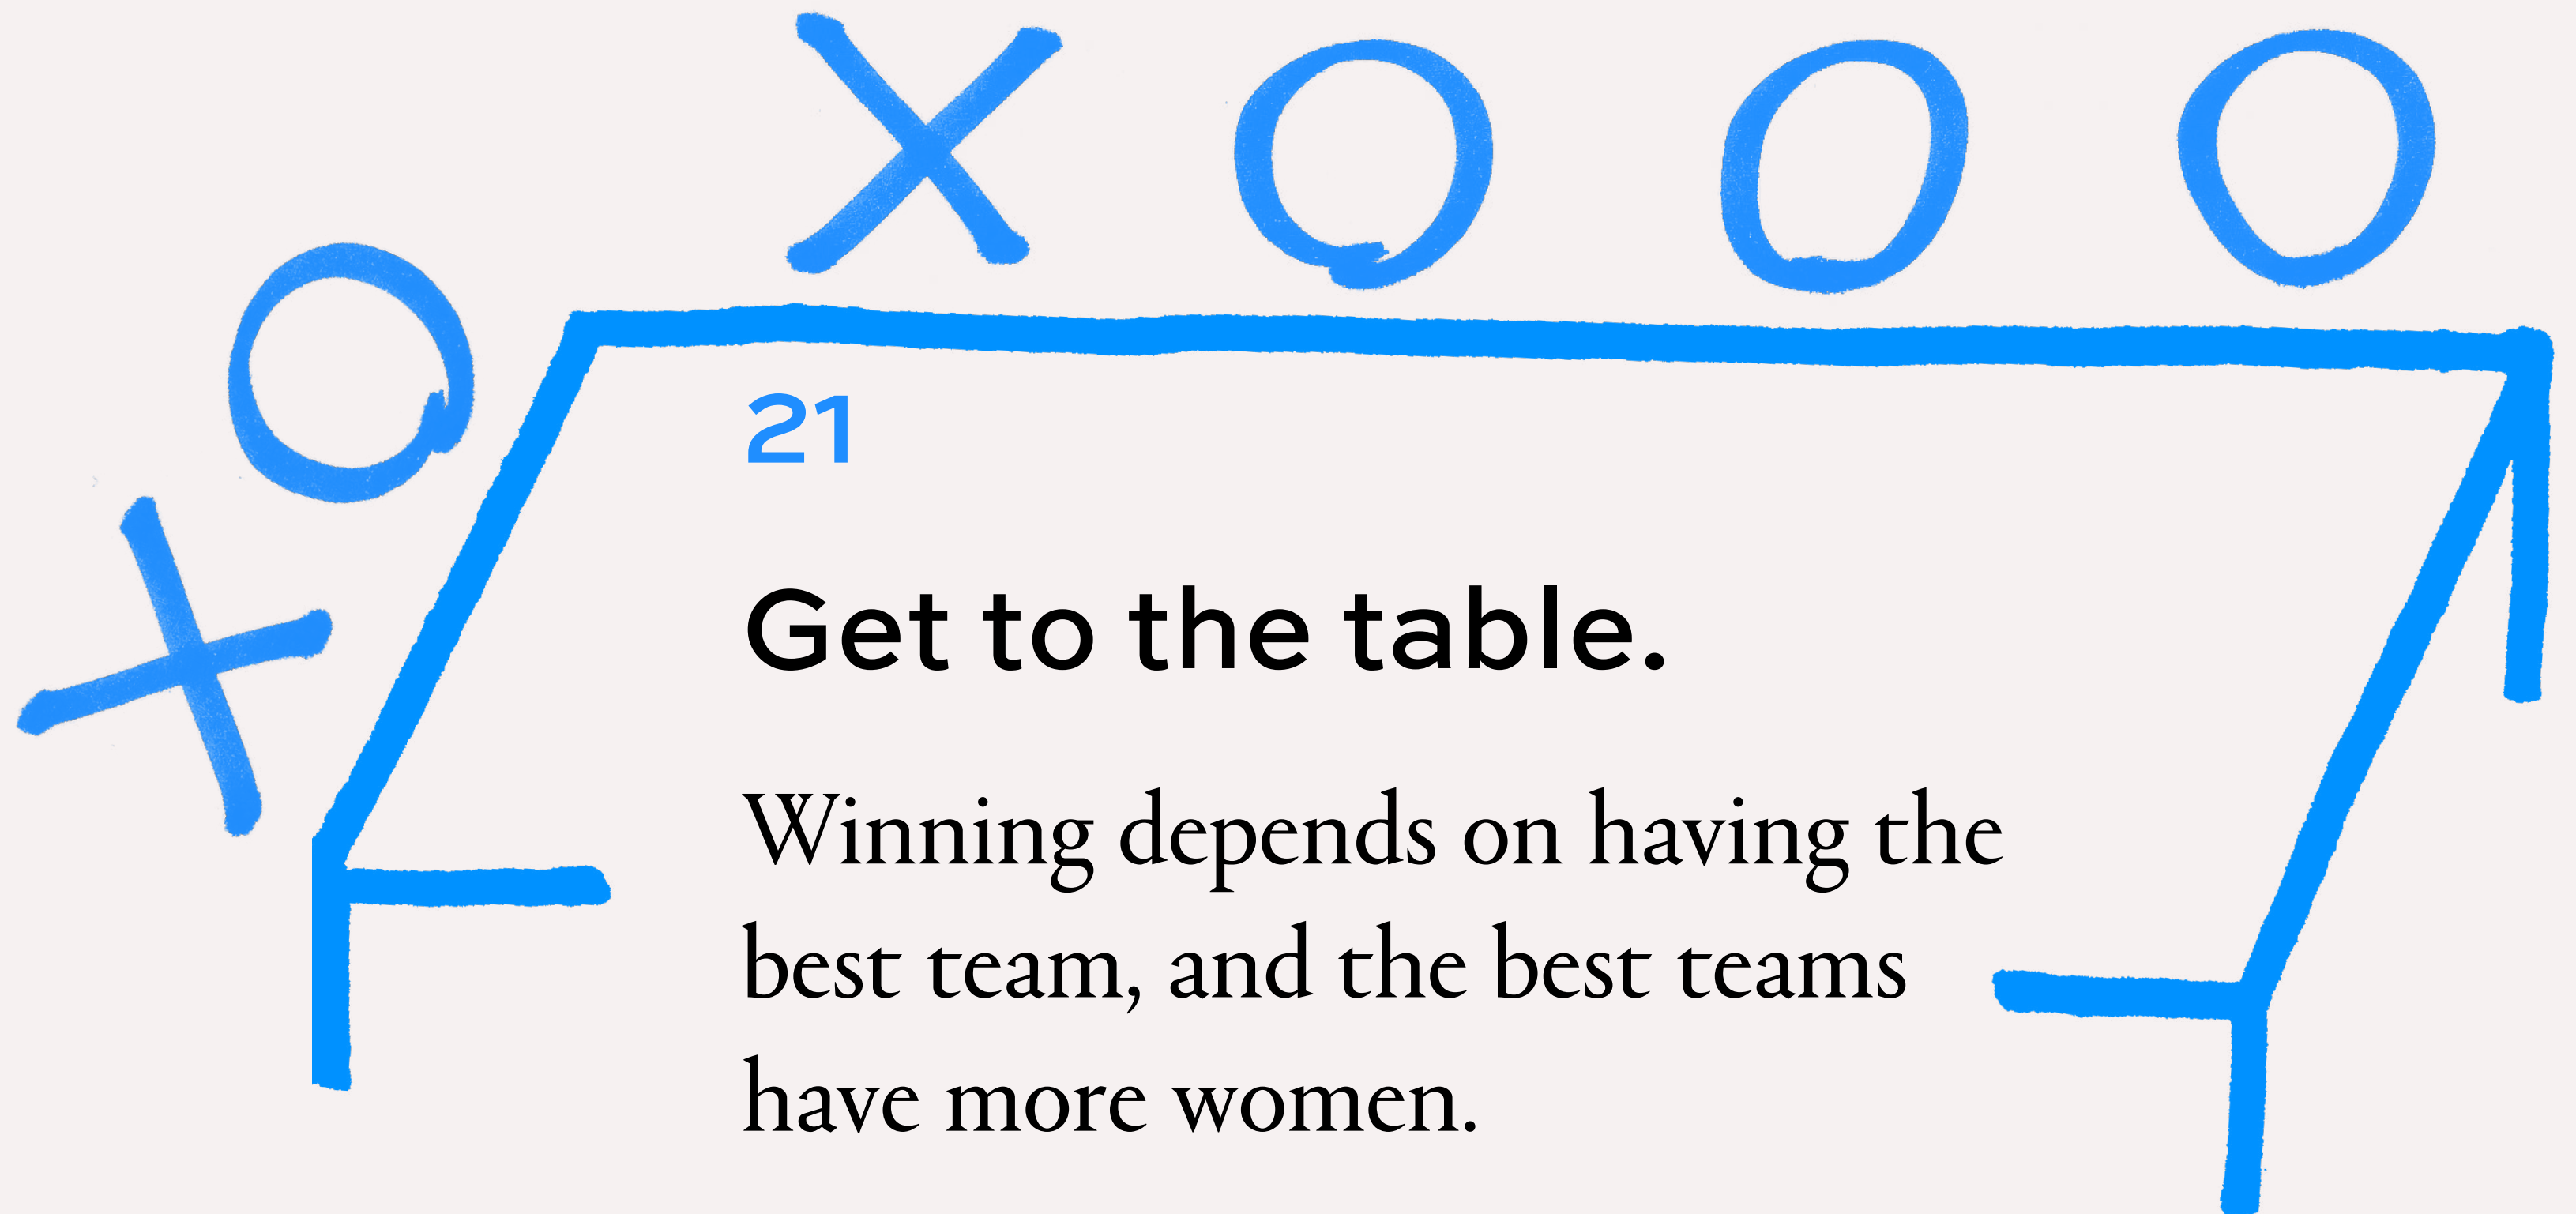 X O O O
O
X
21
Get to the table.
Winning depends on having the
best team, and the best teams
have more women.